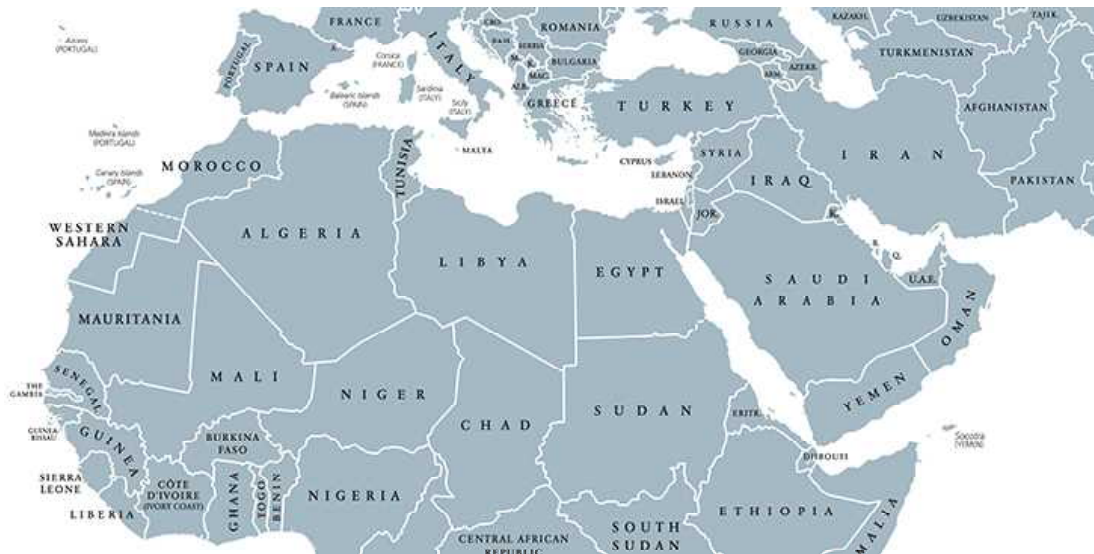 FRANCE
CRO.
ROMANIA
RUSSIA
KAZAKH.
UZBEKISTAN
TAJIK.
Azores
(PORTUGAL)
PORTUGAL
SPAIN
Corsica
(FRANCE)
ITALY
B.&H.
SERBIA
M.
K.
BULGARIA
MAC.
ALB.
GREECE
GEORGIA
ARM.
AZERB.
TURKMENISTAN
Balearic Islands
(SPAIN)
Sardinia
(ITALY)
Sicily
(ITALY)
TURKEY
AFGHANISTAN
Madeira Islands
(PORTUGAL)
MALTA
CYPRUS
SYRIA
LEBANON
IRAN
MOROCCO
TUNISIA
IRAQ
PAKISTAN
Canary Islands
(SPAIN)
ISRAEL
JOR.
K.
WESTERN
SAHARA
ALGERIA
LIBYA
EGYPT
B.
Q.
U.A.E.
SAUDI
ARABIA
OMAN
MAURITANIA
SENEGAL
THE
GAMBIA
MALI
NIGER
CHAD
SUDAN
ERITR.
YEMEN
GUINEA-
BISSAU
GUINEA
BURKINA
FASO
DJIBOUTI
Socotra
(YEMEN)
SIERRA
LEONE
CÔTE
D'IVOIRE
(IVORY COAST)
GHANA
TOGO
BENIN
NIGERIA
LIBERIA
ETHIOPIA
MALIA
SOUTH
SUDAN
CENTRAL AFRICAN
REPUBLIC